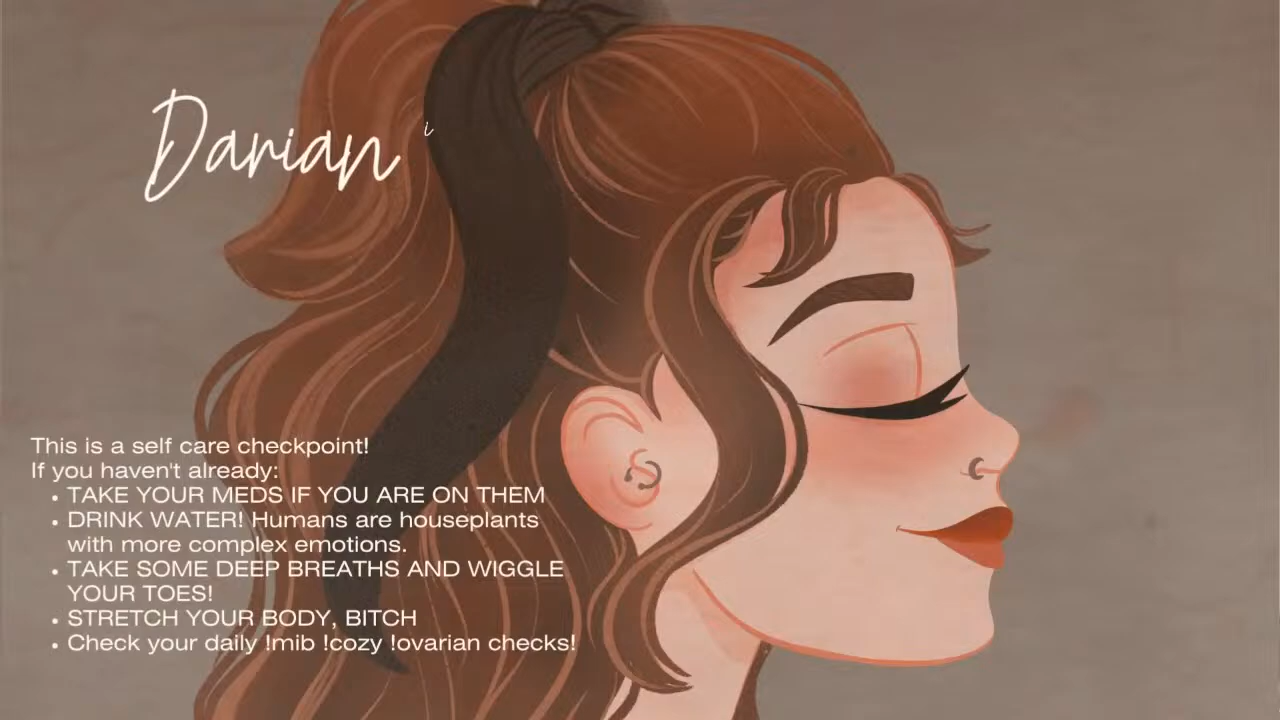 Darian
i
This is a self care checkpoint!
If you haven't already:
• TAKE YOUR MEDS IF YOU ARE ON THEM
• DRINK WATER! Humans are houseplants
with more complex emotions.
• TAKE SOME DEEP BREATHS AND WIGGLE
YOUR TOES!
• STRETCH YOUR BODY, BITCH
• Check your daily !mib !cozy !ovarian checks!